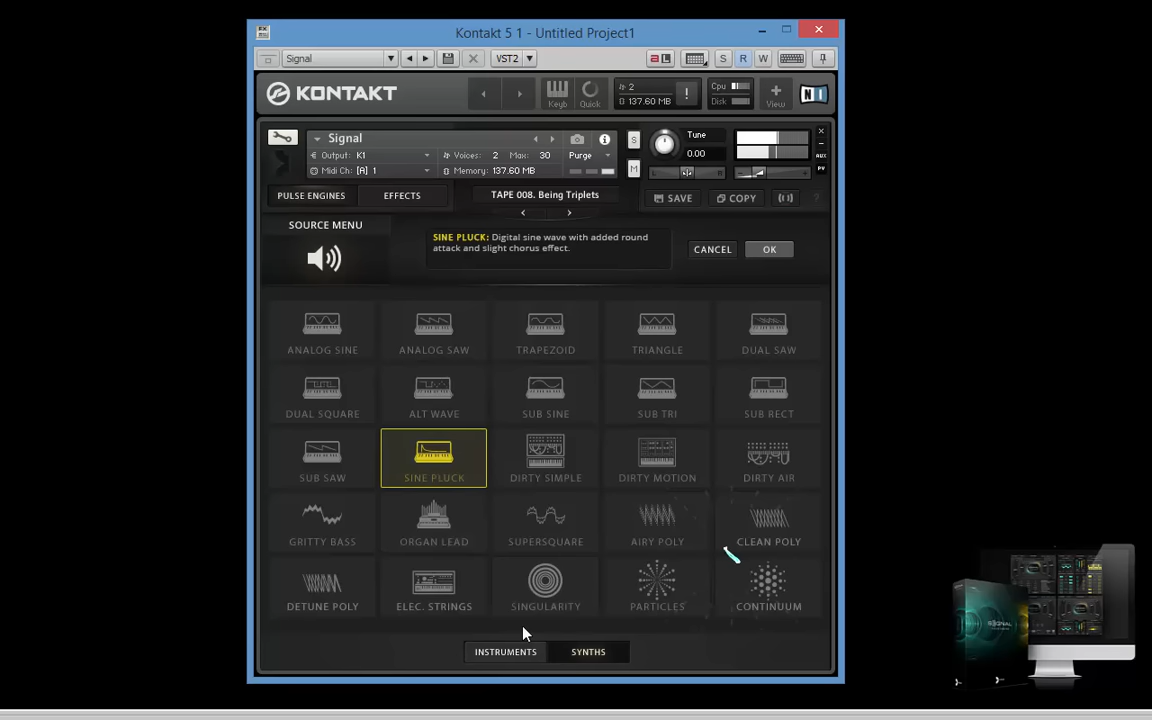 Kontakt 5 1 - Untitled Project1
Signal
VST2
S R W
KONTAKT
Keyb
Quick
2
137.60 MB
!
Cpu
Disk
View
Signal
Output: K1
Voices: 2 Max: 30
Purge
Midi Ch: [A] 1
Memory: 137.60 MB
S
M
Tune
0.00
L
R
AUX
PV
PULSE ENGINES
EFFECTS
TAPE 008. Being Triplets
SAVE
COPY
?
SOURCE MENU
SINE PLUCK: Digital sine wave with added round
attack and slight chorus effect.
CANCEL
OK
ANALOG SINE
ANALOG SAW
TRAPEZOID
TRIANGLE
DUAL SAW
DUAL SQUARE
ALT WAVE
SUB SINE
SUB TRI
SUB RECT
SUB SAW
SINE PLUCK
DIRTY SIMPLE
DIRTY MOTION
DIRTY AIR
GRITTY BASS
ORGAN LEAD
SUPERSQUARE
AIRY POLY
CLEAN POLY
DETUNE POLY
ELEC. STRINGS
SINGULARITY
PARTICLES
CONTINUUM
INSTRUMENTS
SYNTHS